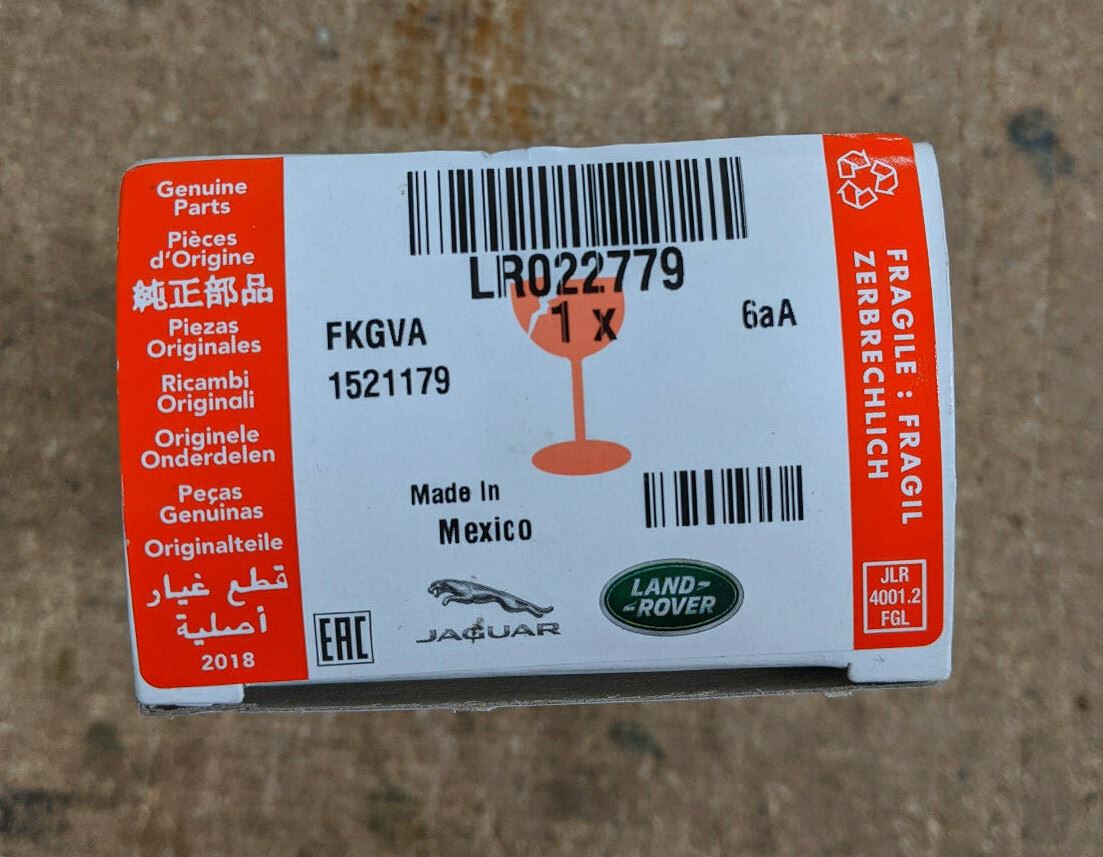 Genuine
Parts
Pièces
d'Origine
純正部品
Piezas
Originales
Ricambi
Originali
Originele
Onderdelen
Peças
Genuinas
Originalteile
قطع غيار
أصلية
2018
LR022779
1 x
6aA
FKGVA
1521179
Made In
Mexico
EAC
JAGUAR
LAND-
-ROVER
FRAGILE : FRAGIL
ZERBRECHLICH
JLR
4001.2
FGL